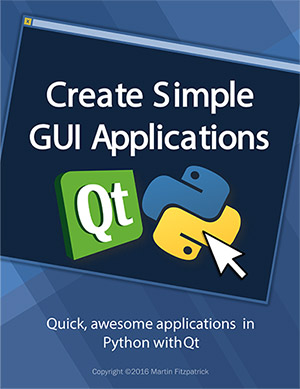 Create Simple
GUI Applications
Qt
Quick, awesome applications in
Python with Qt
Copyright ©2016 Martin Fitzpatrick